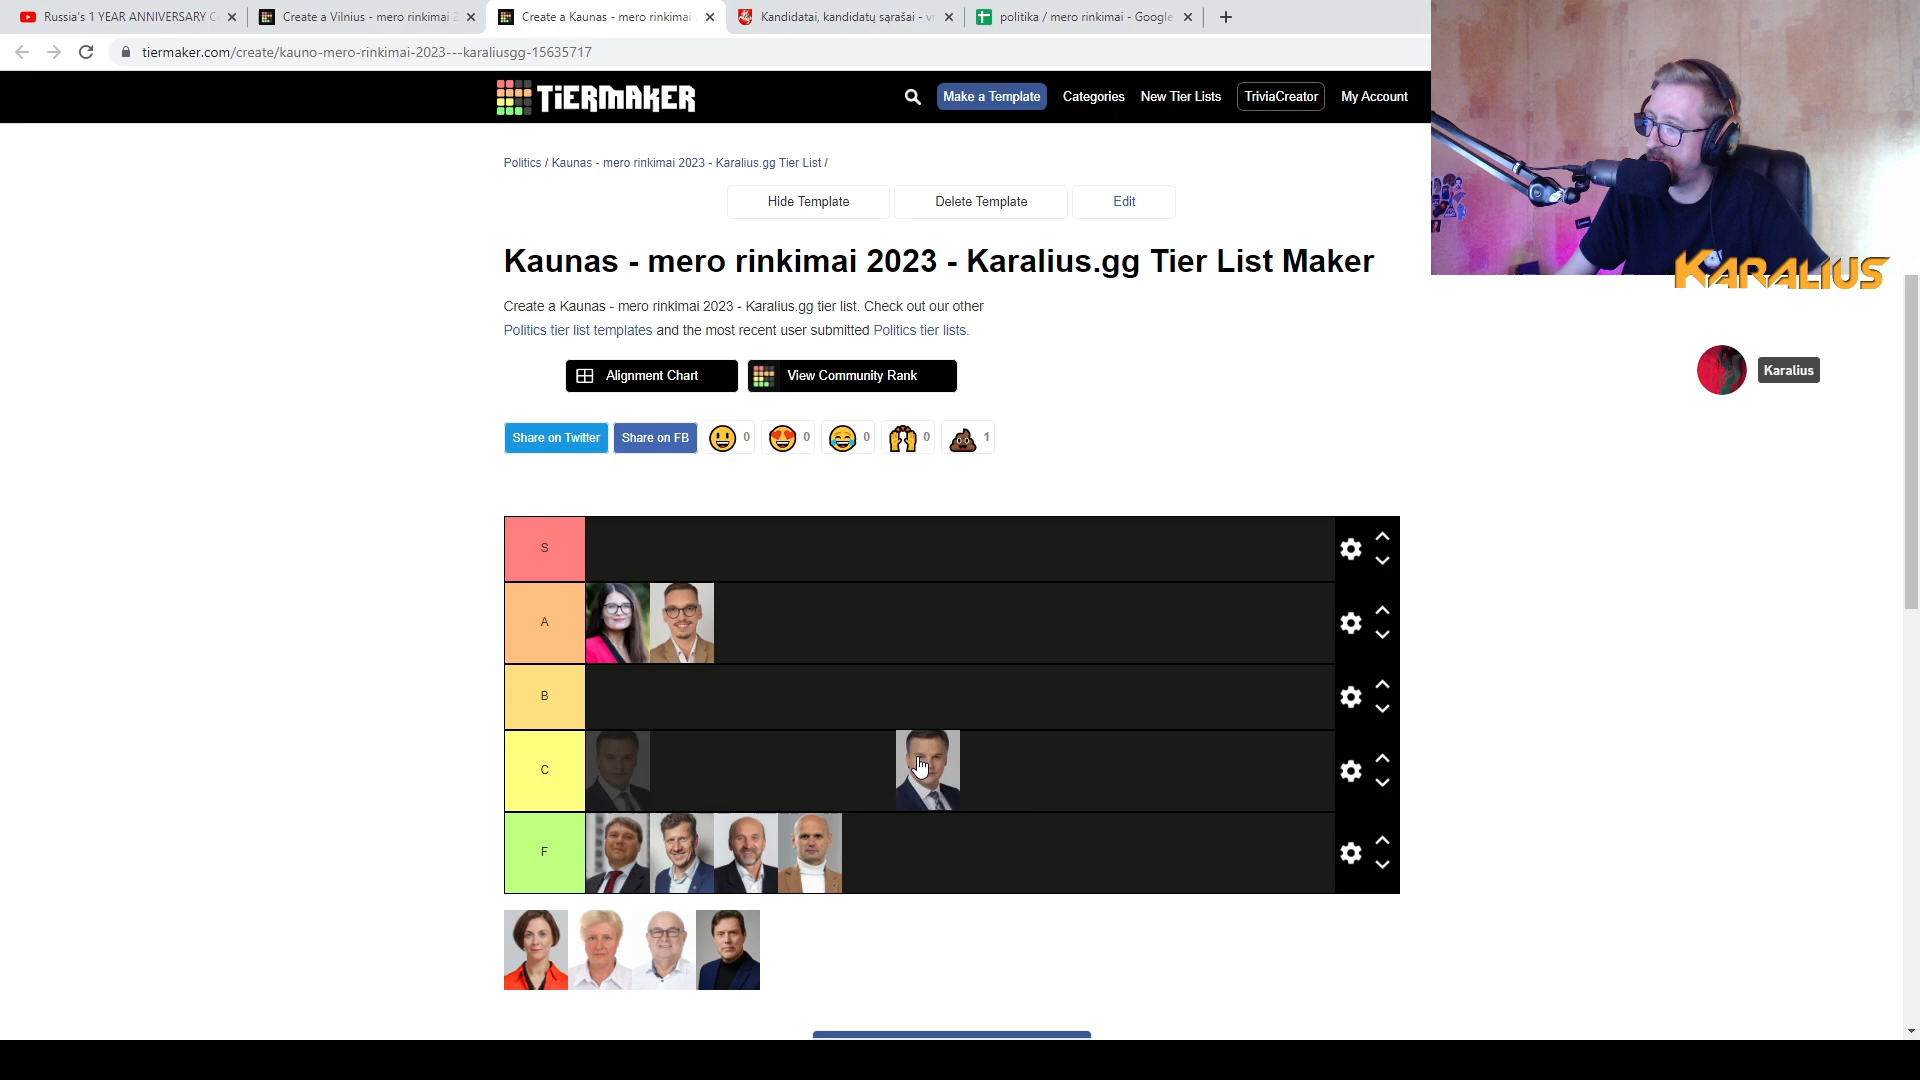 Russia's 1 YEAR ANNIVERSARY C
Create a Vilnius - mero rinkimai 2
Create a Kaunas - mero rinkimai
Kandidatai, kandidatų sąrašai - vr
politika / mero rinkimai - Google
tiermaker.com/create/kauno-mero-rinkimai-2023---karaliusgg-15635717
TiERMAKER
Make a Template
Categories
New Tier Lists
TriviaCreator
My Account
KARALIUS
Politics / Kaunas - mero rinkimai 2023 - Karalius.gg Tier List /
Hide Template
Delete Template
Edit
Kaunas - mero rinkimai 2023 - Karalius.gg Tier List Maker
Create a Kaunas - mero rinkimai 2023 - Karalius.gg tier list. Check out our other
Politics tier list templates and the most recent user submitted Politics tier lists.
Alignment Chart
View Community Rank
Karalius
Share on Twitter
Share on FB
0
0
0
0
1
S
A
B
C
F